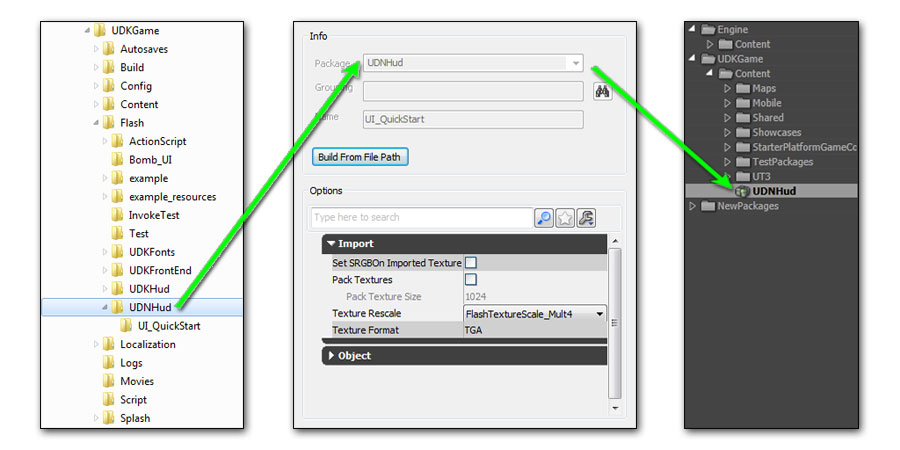 UDKGame
Autosaves
Build
Config
Content
Flash
ActionScript
Bomb_UI
example
example_resources
InvokeTest
Test
UDKFonts
UDKFrontEnd
UDKHud
UDNHud
UI_QuickStart
Localization
Logs
Movies
Script
Splash
Info
Package UDNHud
Grouping
Name UI_QuickStart
Build From File Path
Options
Type here to search
Import
Set SRGBOn Imported Texture
Pack Textures
Pack Texture Size 1024
Texture Rescale FlashTextureScale_Mult4
Texture Format TGA
Object
Engine
Content
UDKGame
Content
Maps
Mobile
Shared
Showcases
StarterPlatformGameCo
TestPackages
UT3
UDNHud
NewPackages